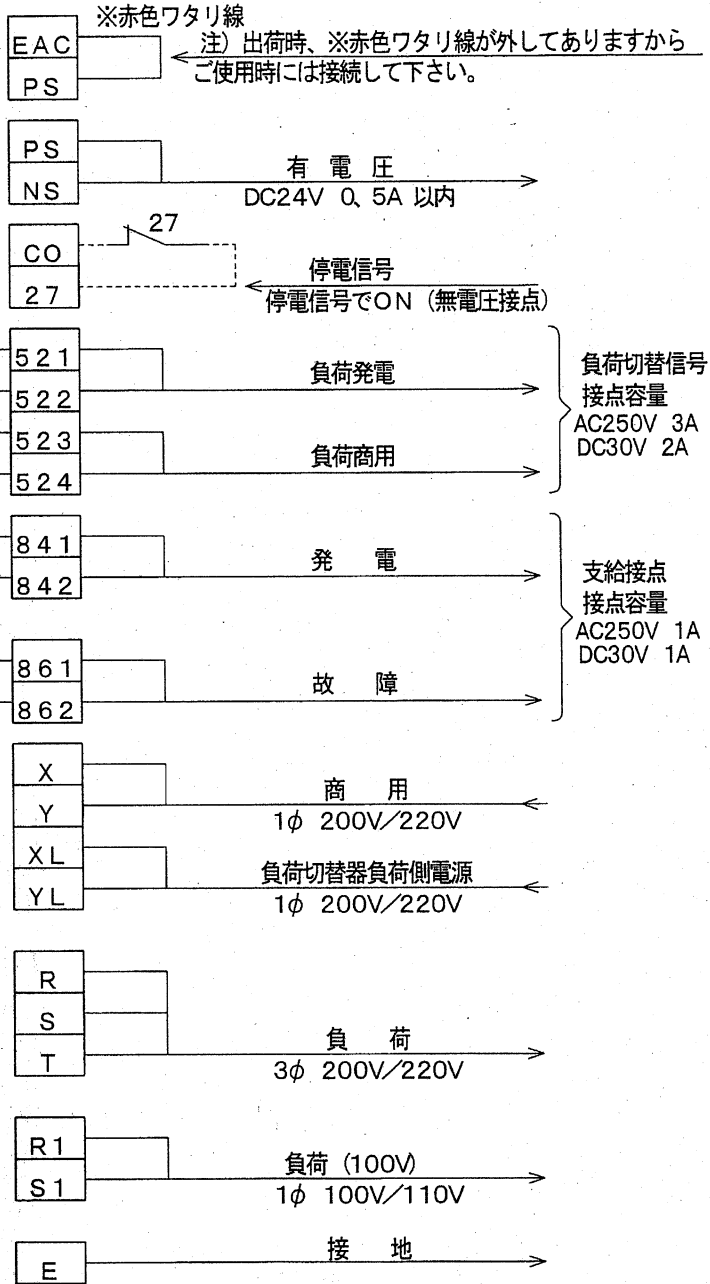 ※赤色ワタリ線
EAC
PS
注）出荷時、※赤色ワタリ線が外してありますから
ご使用時には接続して下さい。
PS
NS
有電圧
DC24V 0、5A 以内
CO
27
27
停電信号
停電信号でON（無電圧接点）
521
522
負荷発電
523
524
負荷商用
負荷切替信号
接点容量
AC250V 3A
DC30V 2A
841
842
発電
861
862
故障
支給接点
接点容量
AC250V 1A
DC30V 1A
X
Y
商用
1φ 200V／220V
XL
YL
負荷切替器負荷側電源
1φ 200V／220V
R
S
T
負荷
3φ 200V／220V
R1
S1
負荷（100V）
1φ 100V／110V
E
接地